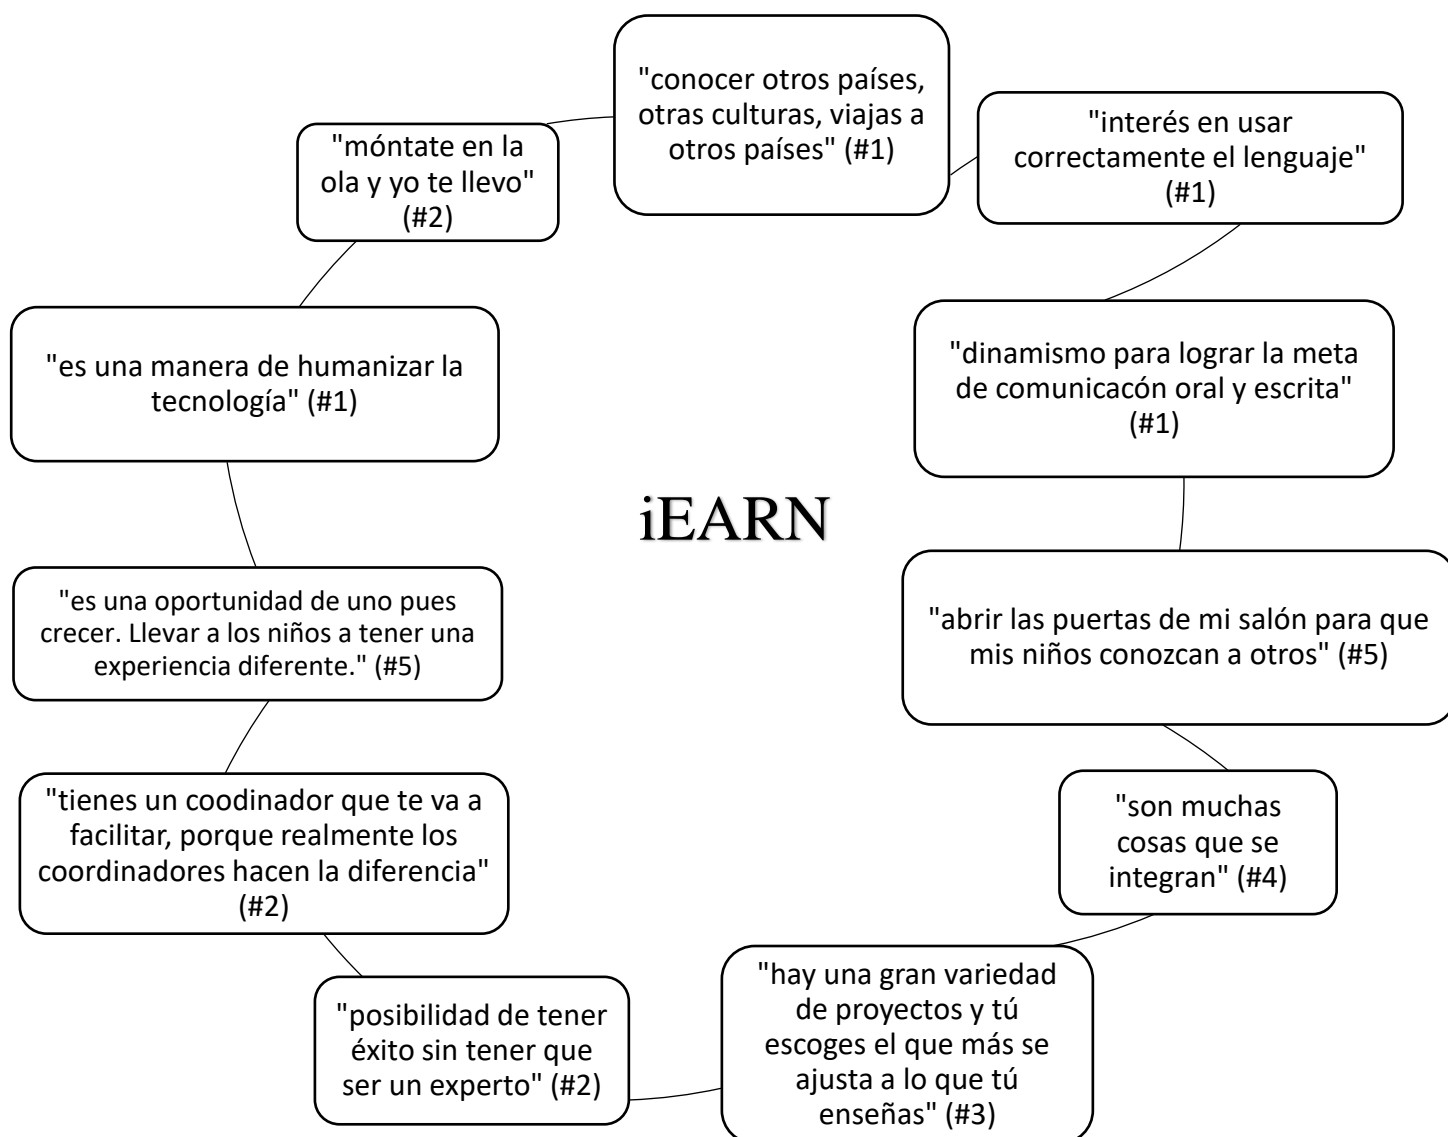 "conocer otros países,
otras culturas, viajas a
otros países" (#1)
"interés en usar
correctamente el lenguaje"
(#1)
"dinamismo para lograr la meta
de comunicacón oral y escrita"
(#1)
"abrir las puertas de mi salón para que
mis niños conozcan a otros" (#5)
"son muchas
cosas que se
integran" (#4)
"hay una gran variedad
de proyectos y tú
escoges el que más se
ajusta a lo que tú
enseñas" (#3)
"posibilidad de tener
éxito sin tener que
ser un experto" (#2)
"tienes un coodinador que te va a
facilitar, porque realmente los
coordinadores hacen la diferencia"
(#2)
"es una oportunidad de uno pues
crecer. Llevar a los niños a tener una
experiencia diferente." (#5)
"es una manera de humanizar la
tecnología" (#1)
"móntate en la
ola y yo te llevo"
(#2)
iEARN